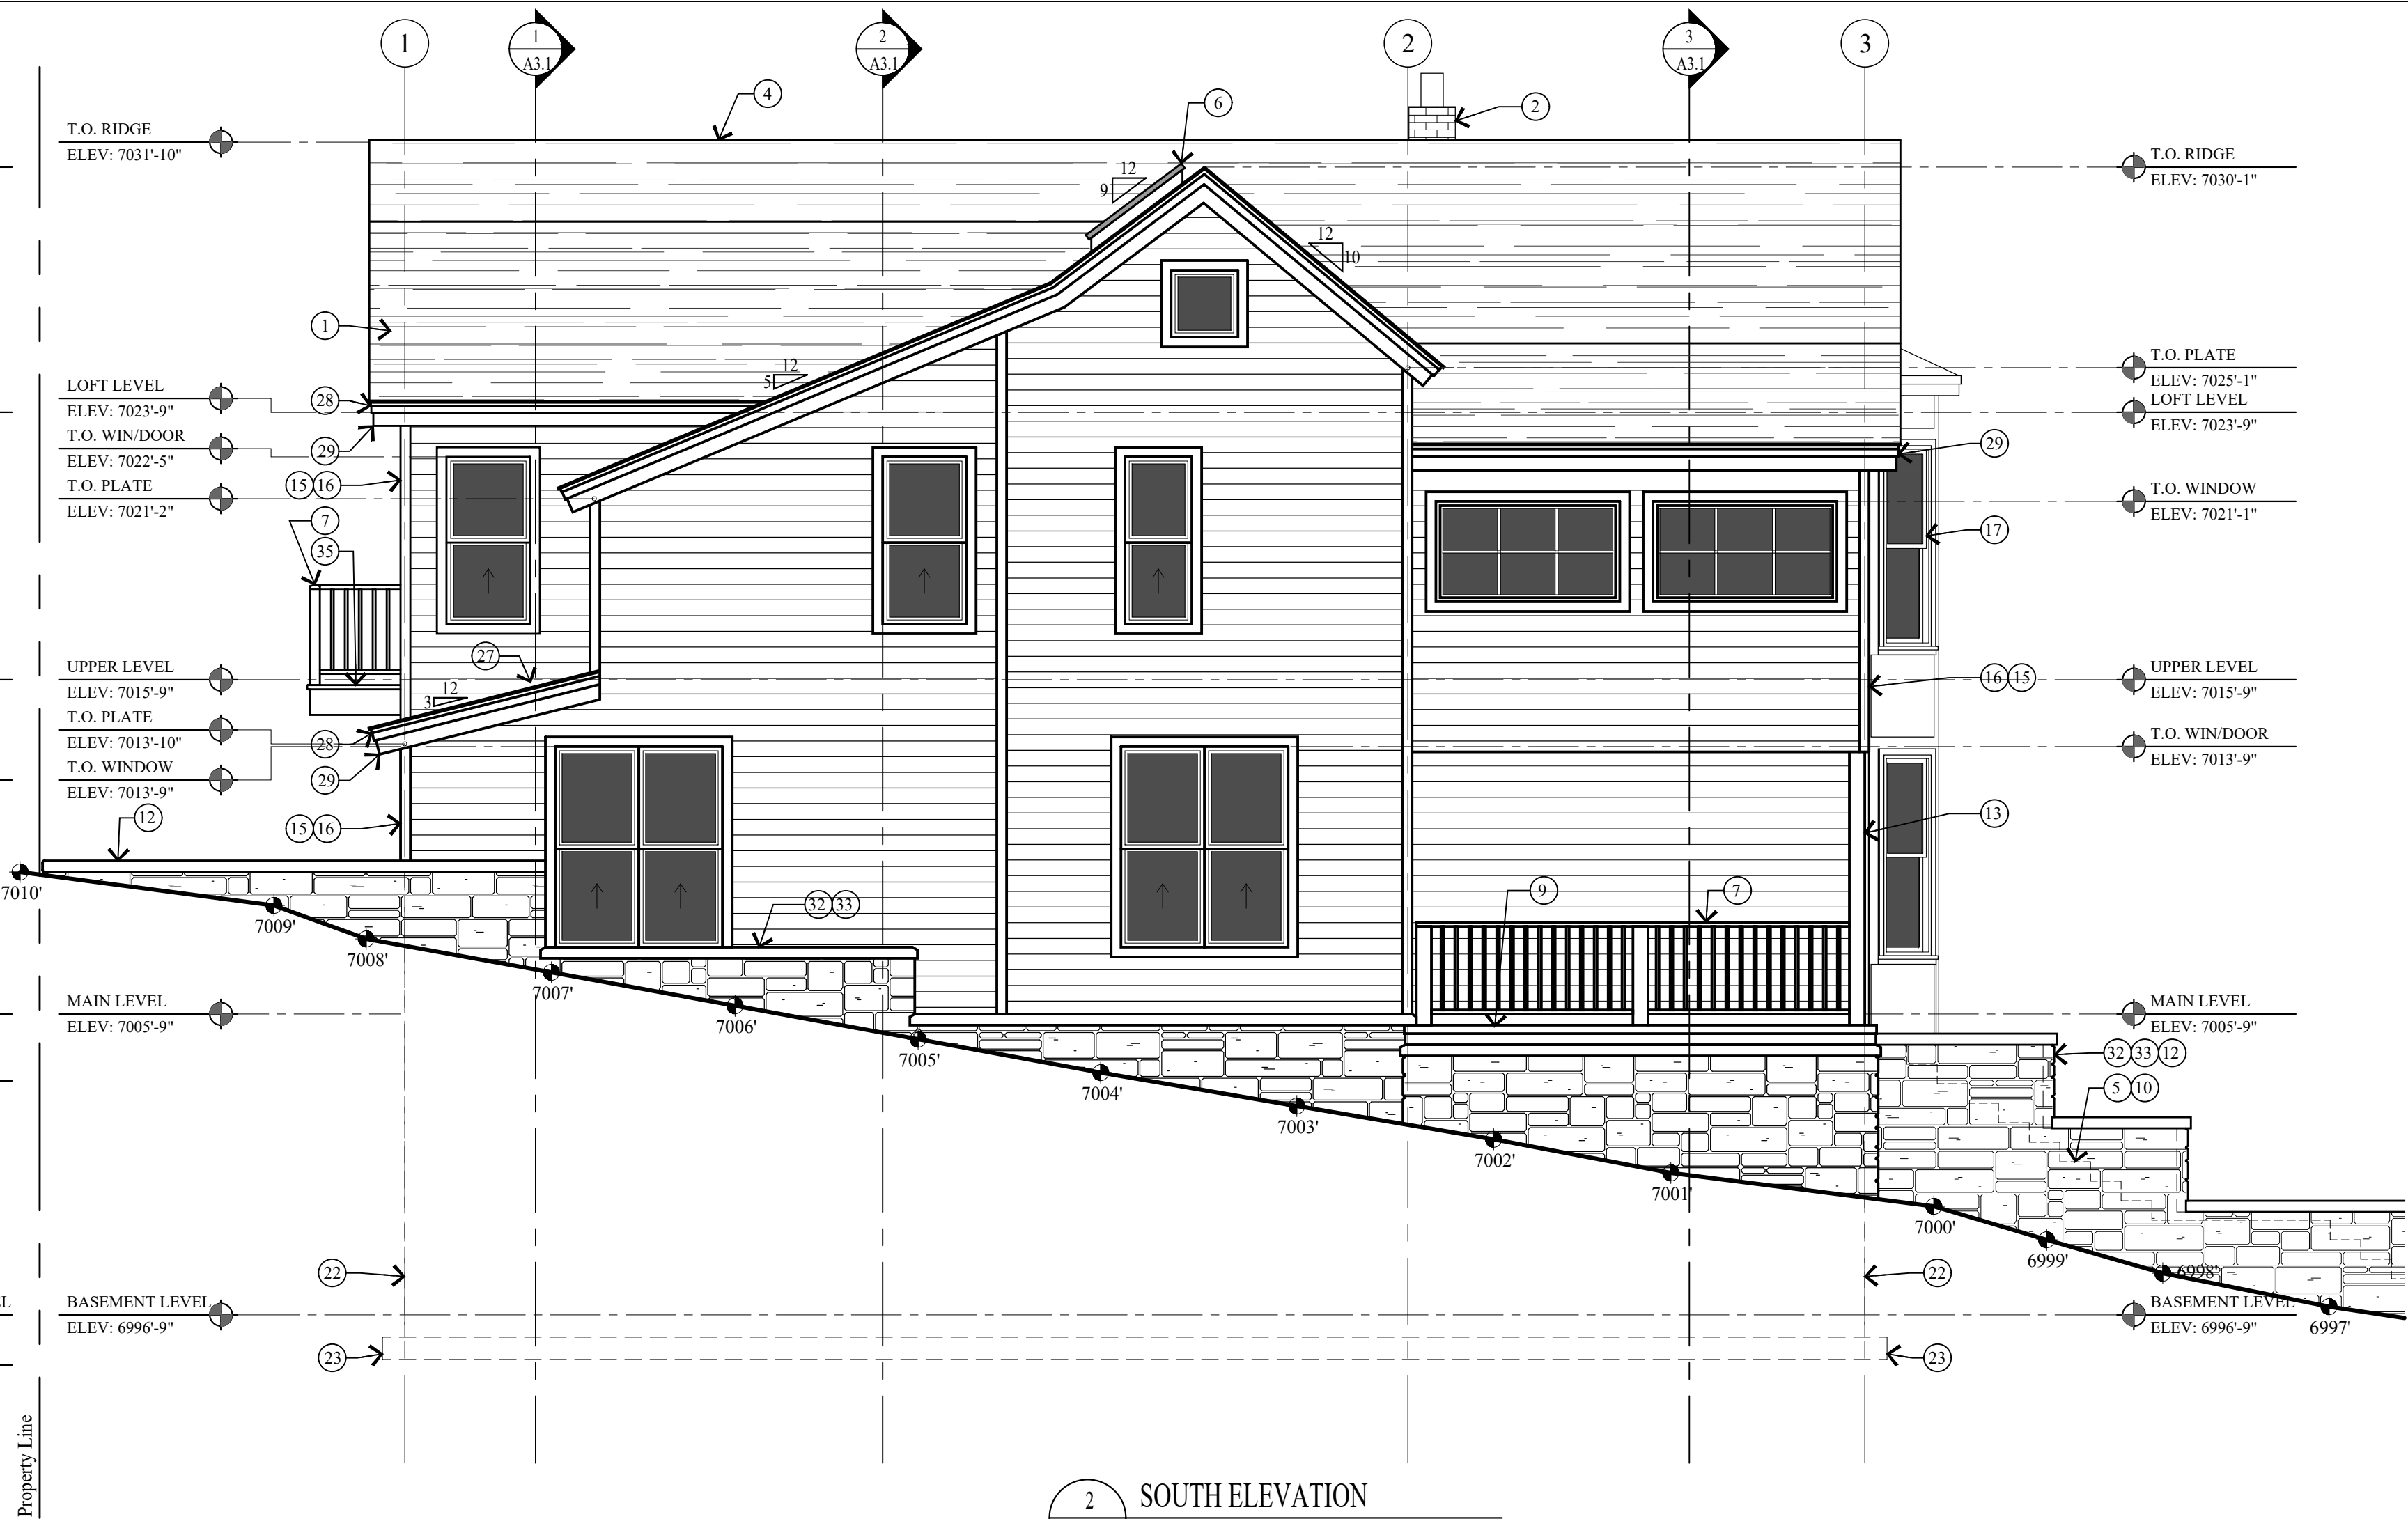 1
1
A3.1
2
A3.1
2
3
A3.1
3
4
6
2
T.O. RIDGE
ELEV: 7031'-10"
T.O. RIDGE
ELEV: 7030'-1"
12
9
12
10
1
12
5
T.O. PLATE
ELEV: 7025'-1"
LOFT LEVEL
ELEV: 7023'-9"
28
LOFT LEVEL
ELEV: 7023'-9"
T.O. WIN/DOOR
ELEV: 7022'-5"
29
29
T.O. PLATE
ELEV: 7021'-2"
15 16
T.O. WINDOW
ELEV: 7021'-1"
7
17
35
27
UPPER LEVEL
ELEV: 7015'-9"
12
3
16 15
UPPER LEVEL
ELEV: 7015'-9"
T.O. PLATE
ELEV: 7013'-10"
28
T.O. WIN/DOOR
ELEV: 7013'-9"
T.O. WINDOW
ELEV: 7013'-9"
29
12
15 16
13
7010'
7009'
7008'
32 33
9
7
7007'
7006'
MAIN LEVEL
ELEV: 7005'-9"
MAIN LEVEL
ELEV: 7005'-9"
7005'
32 33 12
7004'
5 10
7003'
7002'
7001'
7000'
6999'
22
22
6998'
L
BASEMENT LEVEL
ELEV: 6996'-9"
BASEMENT LEVEL
ELEV: 6996'-9"
6997'
23
23
Property Line
2
SOUTH ELEVATION